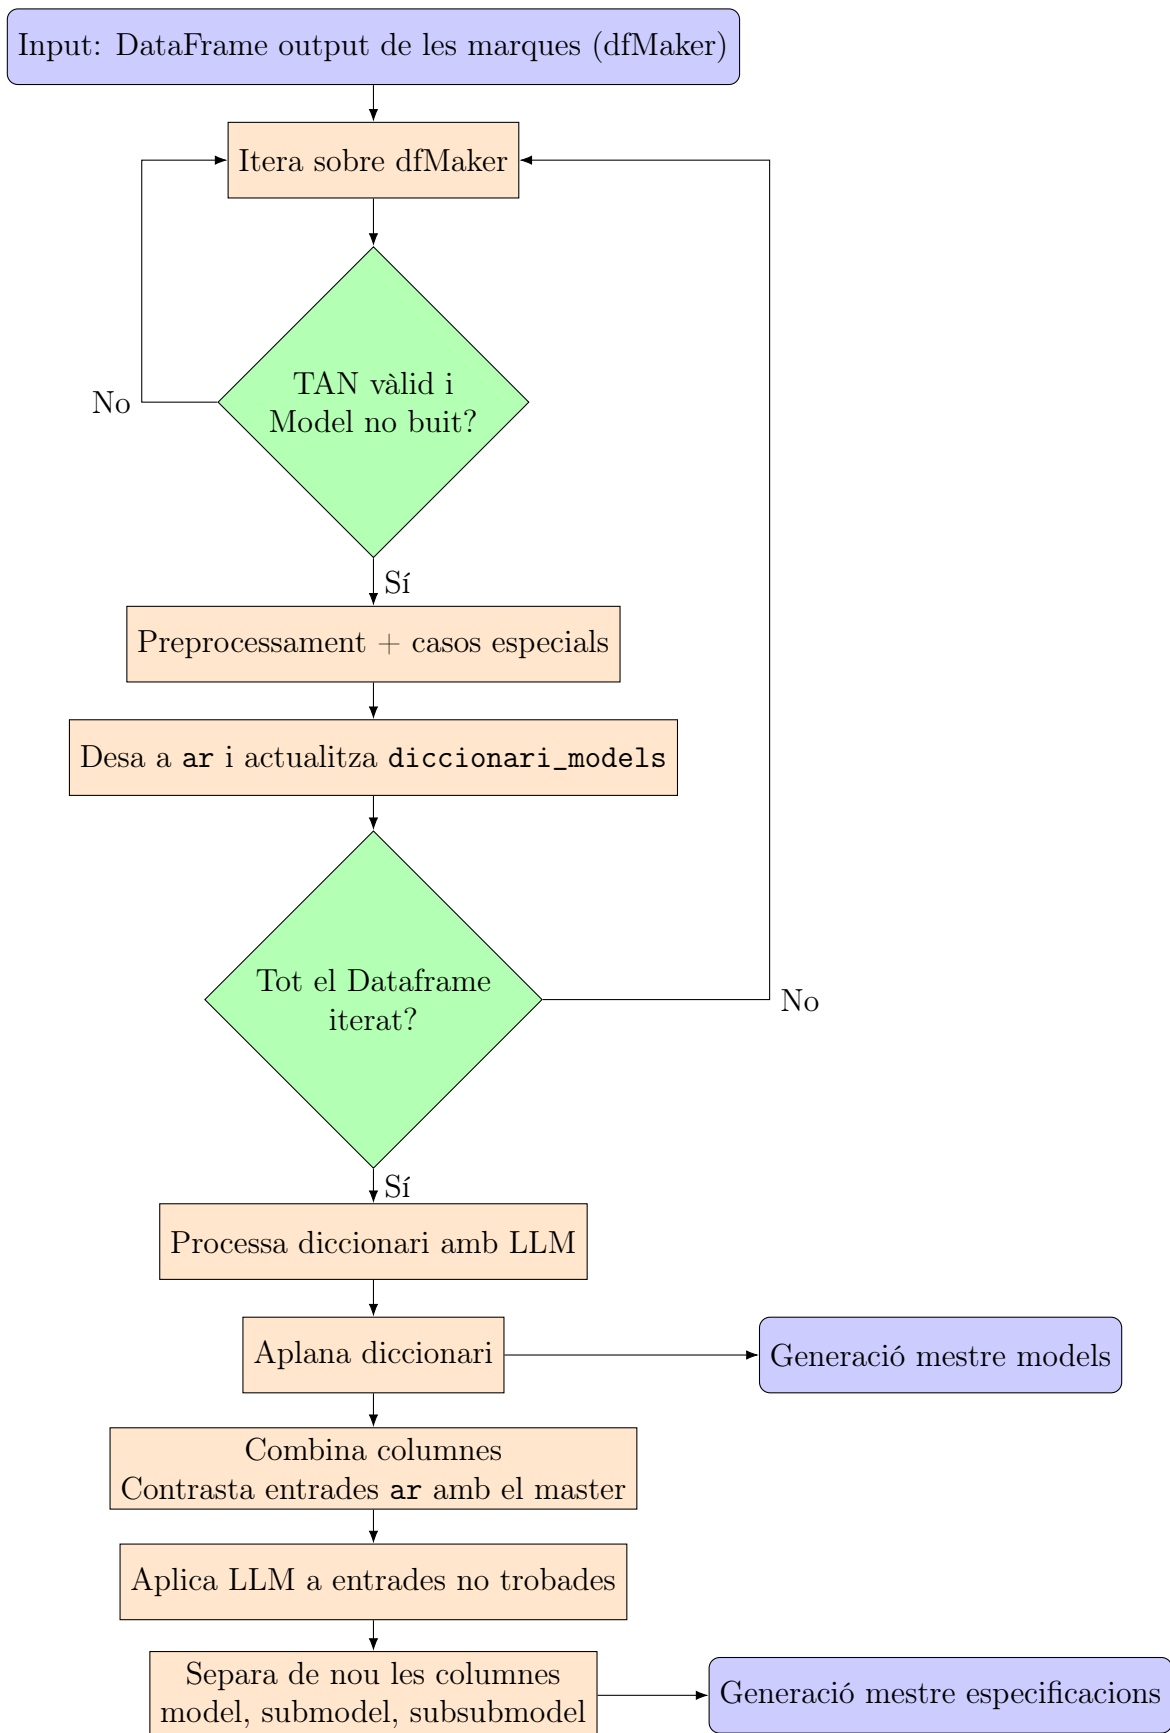 Input: DataFrame output de les marques (dfMaker)
Itera sobre dfMaker
TAN vàlid i
Model no buit?
No
Sí
Preprocessament + casos especials
Desa a ar i actualitza diccionari_models
Tot el Dataframe
iterat?
No
Sí
Processa diccionari amb LLM
Aplana diccionari
Generació mestre models
Combina columnes
Contrasta entrades ar amb el master
Aplica LLM a entrades no trobades
Separa de nou les columnes
model, submodel, subsubmodel
Generació mestre especificacions